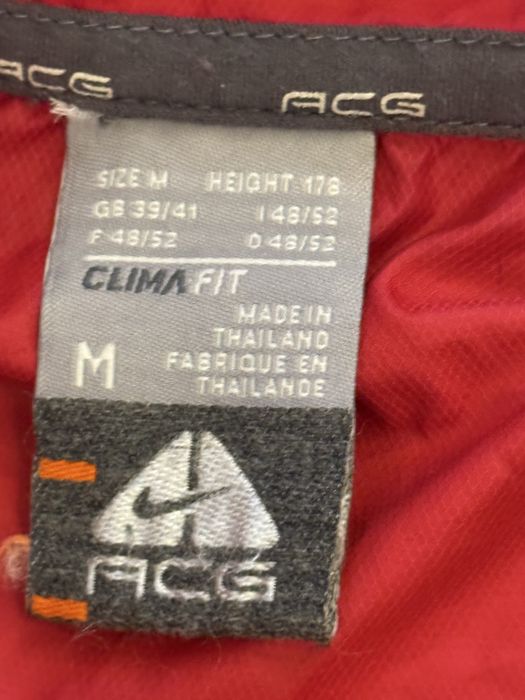 ACG ACG
SIZE M HEIGHT 178
GB 39/41 I 48/52
F 48/52 D 48/52
CLIMA FIT
MADE IN
THAILAND
M FABRIQUE EN
THAILANDE
ACG